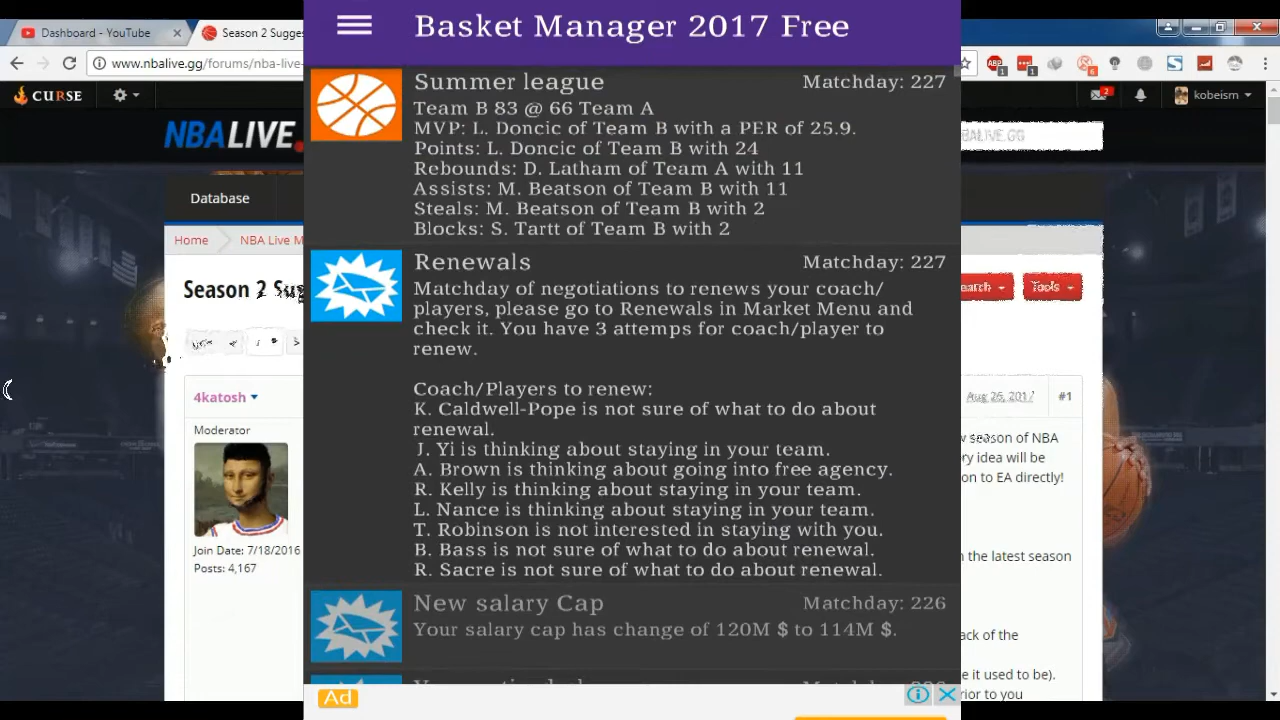 Dashboard - YouTube
Season 2 Sugges
www.nbalive.gg/forums/nba-live-
CURSE
2
kobeism
NBALIVE.
BALIVE.GG
Database
Home
NBA Live M
Season 2 Sug
earch
Tools
4katosh
Moderator
Join Date: 7/18/2016
Posts: 4,167
Aug 26, 2017
#1
w season of NBA
ery idea will be
on to EA directly!
n the latest season
ack of the
e it used to be).
rior to you
Basket Manager 2017 Free
Summer league
Matchday: 227
Team B 83 @ 66 Team A
MVP: L. Doncic of Team B with a PER of 25.9.
Points: L. Doncic of Team B with 24
Rebounds: D. Latham of Team A with 11
Assists: M. Beatson of Team B with 11
Steals: M. Beatson of Team B with 2
Blocks: S. Tartt of Team B with 2
Renewals
Matchday: 227
Matchday of negotiations to renews your coach/
players, please go to Renewals in Market Menu and
check it. You have 3 attemps for coach/player to
renew.
Coach/Players to renew:
K. Caldwell-Pope is not sure of what to do about
renewal.
J. Yi is thinking about staying in your team.
A. Brown is thinking about going into free agency.
R. Kelly is thinking about staying in your team.
L. Nance is thinking about staying in your team.
T. Robinson is not interested in staying with you.
B. Bass is not sure of what to do about renewal.
R. Sacre is not sure of what to do about renewal.
New salary Cap
Matchday: 226
Your salary cap has change of 120M $ to 114M $.
Ad